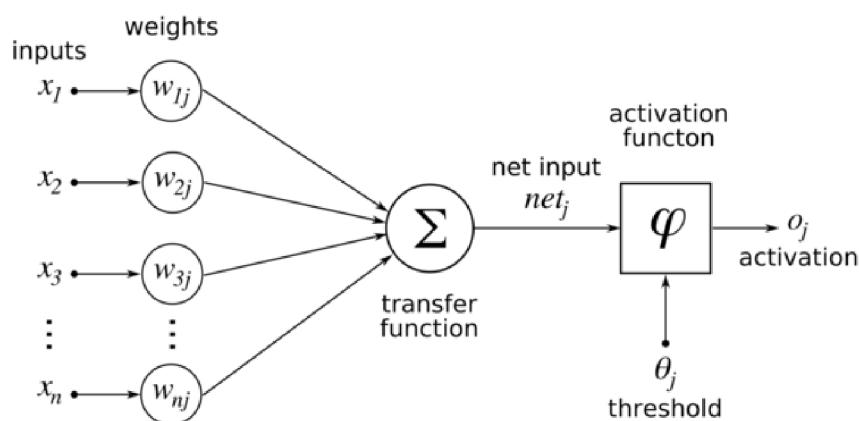 weights
inputs
x1
w1j
x2
w2j
x3
w3j
⋮
⋮
xn
wnj
Σ
transfer
function
net input
netj
activation
functon
φ
oj
activation
θj
threshold